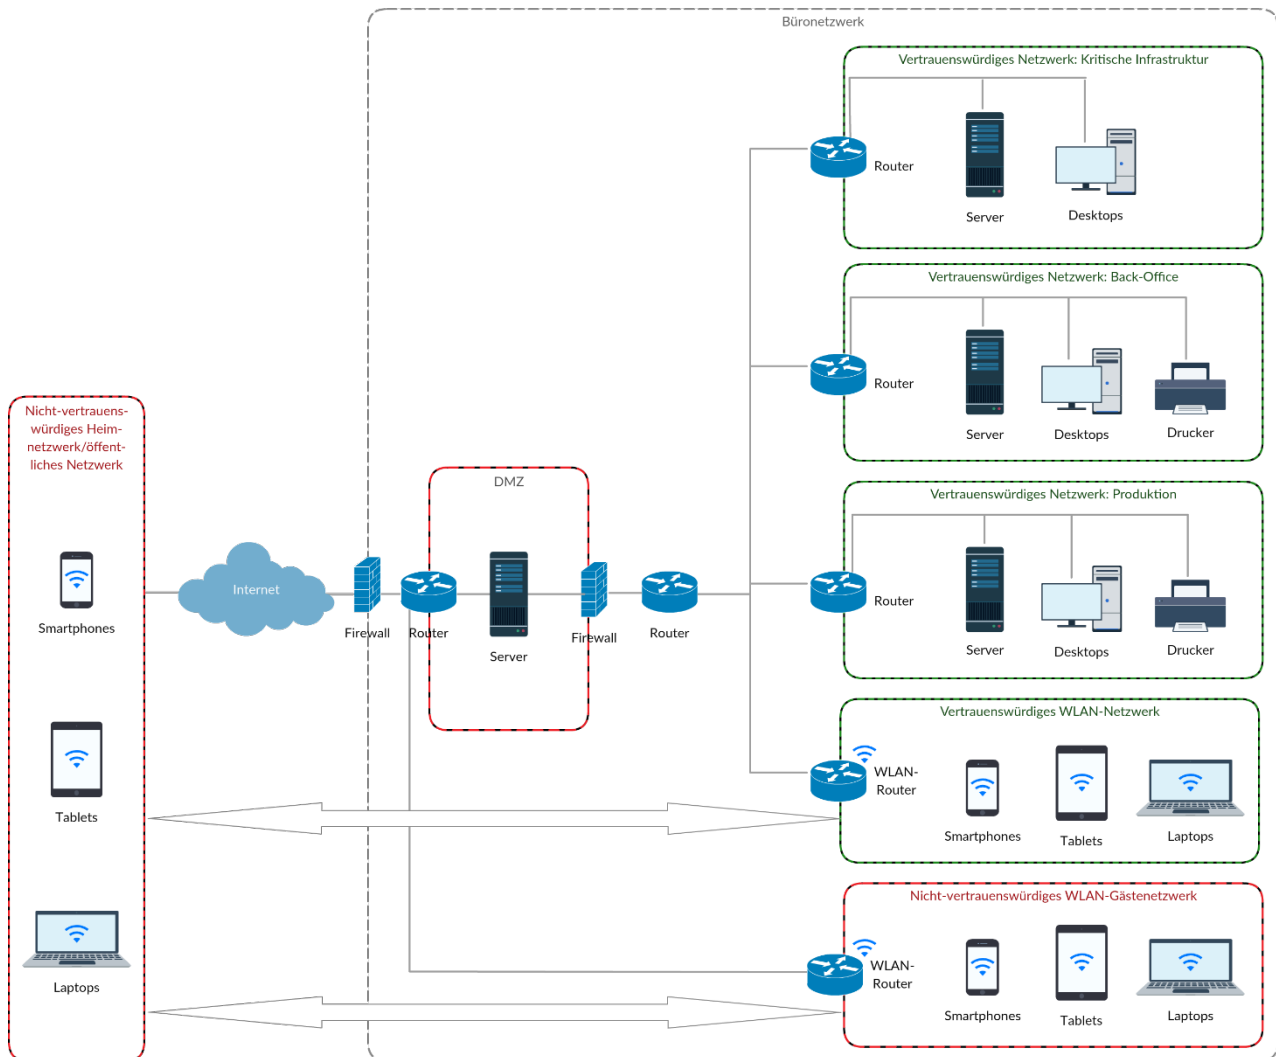 Büronetzwerk
Vertrauenswürdiges Netzwerk: Kritische Infrastruktur
Router
Server
Desktops
Vertrauenswürdiges Netzwerk: Back-Office
Router
Server
Desktops
Drucker
Nicht-vertrauens-
würdiges Heim-
netzwerk/öffent-
liches Netzwerk
Smartphones
Tablets
Laptops
Internet
Firewall
Router
DMZ
Server
Firewall
Router
Vertrauenswürdiges Netzwerk: Produktion
Router
Server
Desktops
Drucker
Vertrauenswürdiges WLAN-Netzwerk
WLAN-
Router
Smartphones
Tablets
Laptops
Nicht-vertrauenswürdiges WLAN-Gästenetzwerk
WLAN-
Router
Smartphones
Tablets
Laptops